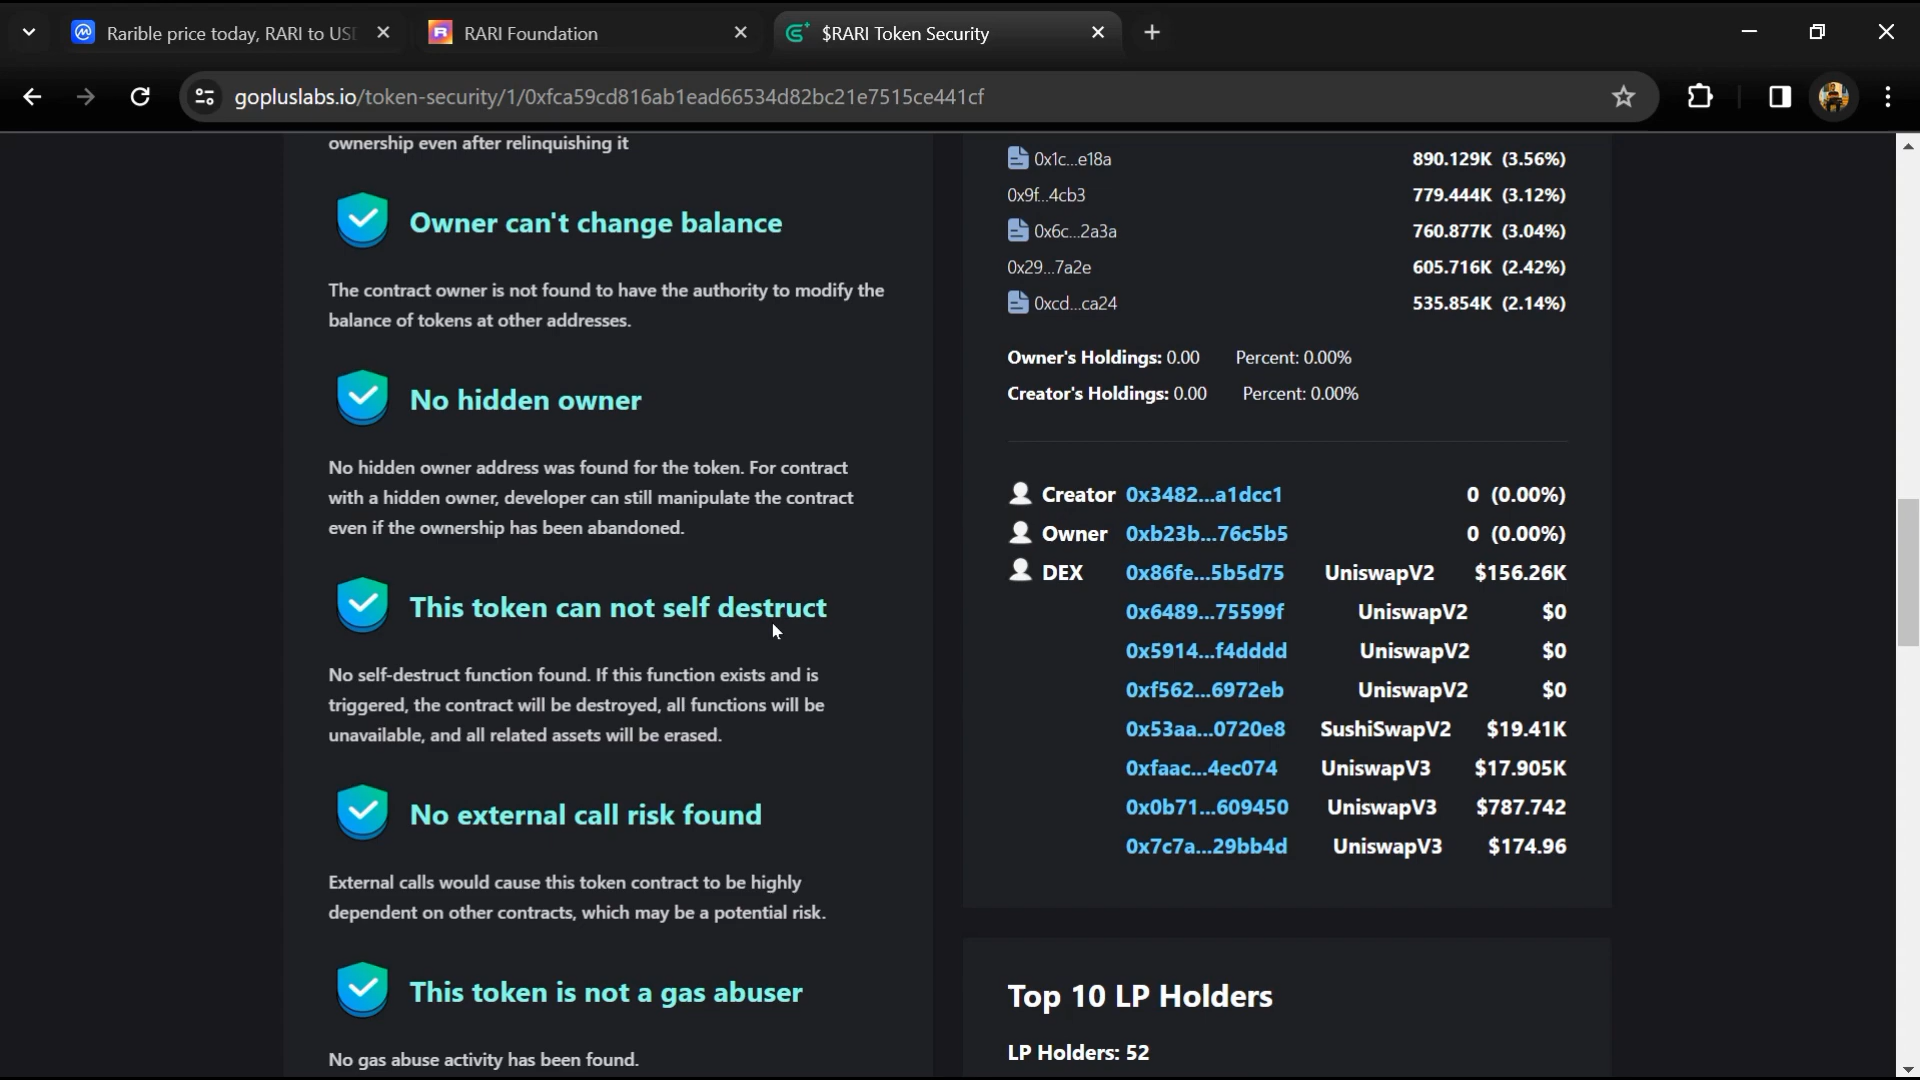 Rarible price today, RARI to US
RARI Foundation
$RARI Token Security
gopluslabs.io/token-security/1/0xfca59cd816ab1ead66534d82bc21e7515ce441cf
ownership even after relinquishing it
Owner can't change balance
The contract owner is not found to have the authority to modify the
balance of tokens at other addresses.
No hidden owner
No hidden owner address was found for the token. For contract
with a hidden owner, developer can still manipulate the contract
even if the ownership has been abandoned.
This token can not self destruct
No self-destruct function found. If this function exists and is
triggered, the contract will be destroyed, all functions will be
unavailable, and all related assets will be erased.
No external call risk found
External calls would cause this token contract to be highly
dependent on other contracts, which may be a potential risk.
This token is not a gas abuser
No gas abuse activity has been found.
0x1c...e18a 890.129K (3.56%)
0x9f...4cb3 779.444K (3.12%)
0x6c...2a3a 760.877K (3.04%)
0x29...7a2e 605.716K (2.42%)
0xcd...ca24 535.854K (2.14%)
Owner's Holdings: 0.00 Percent: 0.00%
Creator's Holdings: 0.00 Percent: 0.00%
Creator 0x3482...a1dcc1 0 (0.00%)
Owner 0xb23b...76c5b5 0 (0.00%)
DEX 0x86fe...5b5d75 UniswapV2 $156.26K
0x6489...75599f UniswapV2 $0
0x5914...f4dddd UniswapV2 $0
0xf562...6972eb UniswapV2 $0
0x53aa...0720e8 SushiSwapV2 $19.41K
0xfaac...4ec074 UniswapV3 $17.905K
0x0b71...609450 UniswapV3 $787.742
0x7c7a...29bb4d UniswapV3 $174.96
Top 10 LP Holders
LP Holders: 52